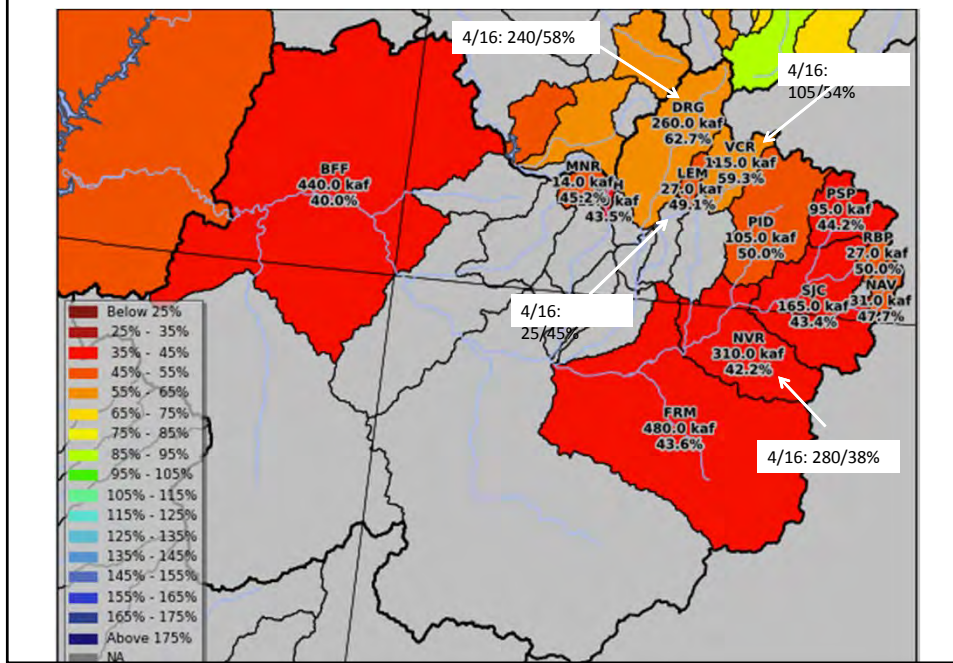 4/16: 240/58%
4/16:
105/54%
DRG
260.0 kaf
62.7%
VCR
115.0 kaf
59.3%
BFF
440.0 kaf
40.0%
MNR
14.0 kaf
45.2%
H
kaf
43.5%
LEM
27.0 kaf
49.1%
PSP
95.0 kaf
44.2%
PID
105.0 kaf
50.0%
RBP
27.0 kaf
50.0%
NAV
31.0 kaf
47.7%
SJC
165.0 kaf
43.4%
4/16:
25/45%
NVR
310.0 kaf
42.2%
FRM
480.0 kaf
43.6%
4/16: 280/38%
Below 25%
25% - 35%
35% - 45%
45% - 55%
55% - 65%
65% - 75%
75% - 85%
85% - 95%
95% - 105%
105% - 115%
115% - 125%
125% - 135%
135% - 145%
145% - 155%
155% - 165%
165% - 175%
Above 175%
NA